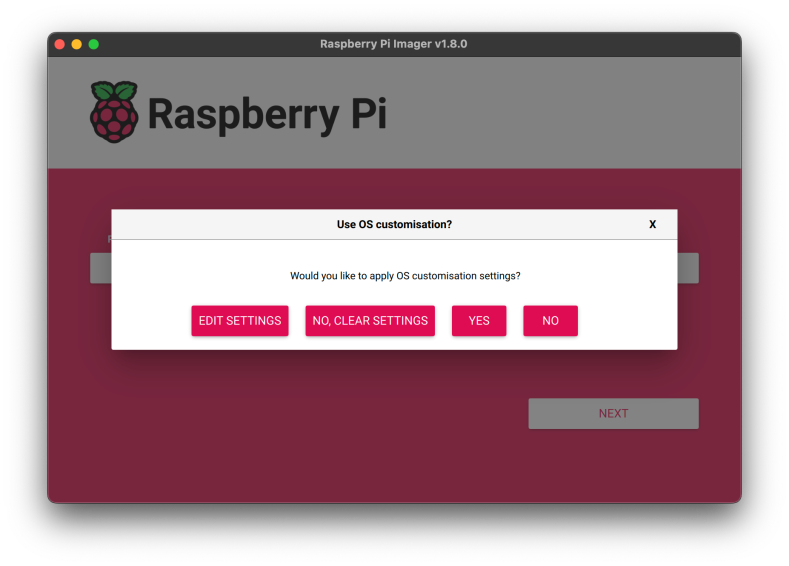 Raspberry Pi Imager v1.8.0
Raspberry Pi
Use OS customisation?
X
Would you like to apply OS customisation settings?
EDIT SETTINGS
NO, CLEAR SETTINGS
YES
NO
NEXT